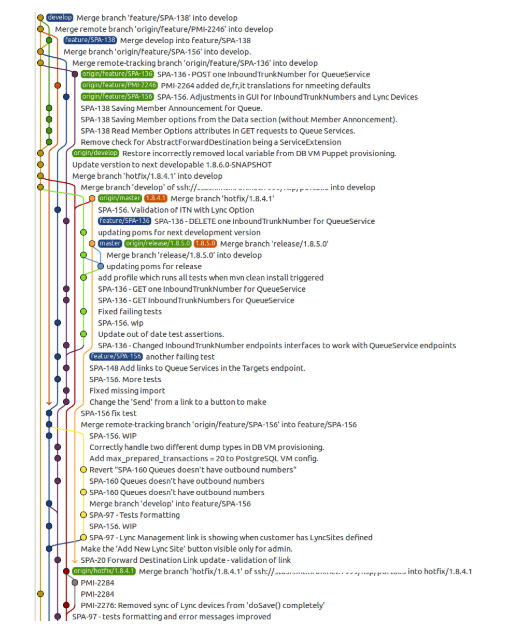 develop Merge branch 'feature/SPA-138' into develop
Merge remote branch 'origin/feature/PMI-2246' into develop
feature/SPA-138 Merge develop into feature/SPA-138
Merge branch 'origin/feature/SPA-156' into develop.
Merge remote-tracking branch 'origin/feature/SPA-136' into develop
origin/feature/SPA-136 SPA-136 - POST one InboundTrunkNumber for QueueService
origin/feature/PMI-2246 PMI-2264 added de,fr,it translations for nmeeting defaults
origin/feature/SPA-156 SPA-156. Adjustments in GUI for InboundTrunkNumbers and Lync Devices
SPA-138 Saving Member Announcement for Queue.
SPA-138 Saving Member options from the Data section (without Member Announcement).
SPA-138 Read Member Options attributes in GET requests to Queue Services.
Remove check for AbstractForwardDestination being a ServiceExtension
origin/develop Restore incorrectly removed local variable from DB VM Puppet provisioning.
Update verstion to next developable 1.8.6.0-SNAPSHOT
Merge branch 'hotfix/1.8.4.1' into develop
Merge branch 'develop' of ssh:// into develop
origin/master 1.8.4.1 Merge branch 'hotfix/1.8.4.1'
SPA-156. Validation of ITN with Lync Option
feature/SPA-136 SPA-136 - DELETE one InboundTrunkNumber for QueueService
updating poms for next development version
master origin/release/1.8.5.0 1.8.5.0 Merge branch 'release/1.8.5.0'
Merge branch 'release/1.8.5.0' into develop
updating poms for release
add profile which runs all tests when mvn clean install triggered
SPA-136 - GET one InboundTrunkNumber for QueueService
SPA-136 - GET InboundTrunkNumbers for QueueService
Fixed failing tests
SPA-156. wip
Update out of date test assertions.
SPA-136 - Changed InboundTrunkNumber endpoints interfaces to work with QueueService endpoints
feature/SPA-156 another failing test
SPA-148 Add links to Queue Services in the Targets endpoint.
SPA-156. More tests
Fixed missing import
Change the 'Send' from a link to a button to make
SPA-156 fix test
Merge remote-tracking branch 'origin/feature/SPA-156' into feature/SPA-156
SPA-156. WIP
Correctly handle two different dump types in DB VM provisioning.
Add max_prepared_transactions = 20 to PostgreSQL VM config.
Revert "SPA-160 Queues doesn't have outbound numbers"
SPA-160 Queues doesn't have outbound numbers
SPA-160 Queues doesn't have outbound numbers
Merge branch 'develop' into feature/SPA-156
SPA-97 - Tests formatting
SPA-156. WIP
SPA-97 - Lync Management link is showing when customer has LyncSites defined
Make the 'Add New Lync Site' button visible only for admin.
SPA-20 Forward Destination Link update - validation of link
origin/hotfix/1.8.4.1 Merge branch 'hotfix/1.8.4.1' of ssh:// into hotfix/1.8.4.1
PMI-2284
PMI-2284
PMI-2276: Removed sync of Lync devices from 'doSave() completely'
SPA-97 - tests formatting and error messages improved